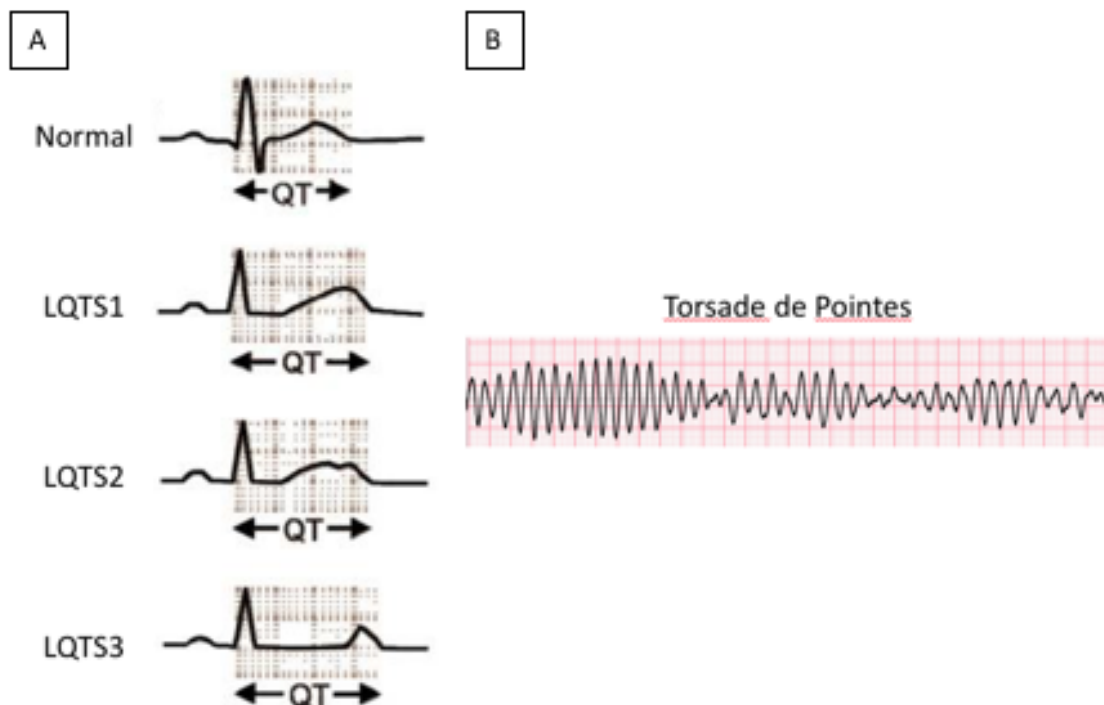 A
Normal
QT
LQTS1
QT
LQTS2
QT
LQTS3
QT
B
Torsade de Pointes